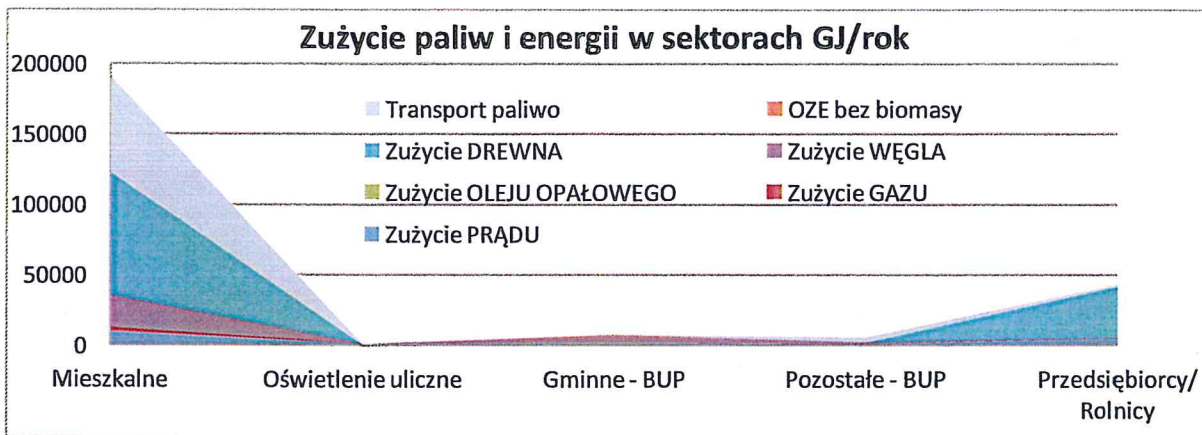 Zużycie paliw i energii w sektorach GJ/rok
200000
150000
100000
50000
0
Transport paliwo
OZE bez biomasy
Zużycie DREWNA
Zużycie WĘGLA
Zużycie OLEJU OPAŁOWEGO
Zużycie GAZU
Zużycie PRĄDU
Mieszkalne
Oświetlenie uliczne
Gminne - BUP
Pozostałe - BUP
Przedsiębiorcy/
Rolnicy